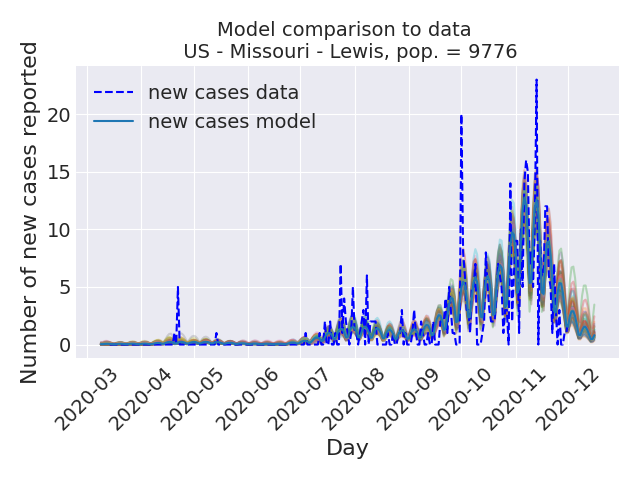 Model comparison to data
US - Missouri - Lewis, pop. = 9776
Number of new cases reported
20
15
10
5
0
new cases data
new cases model
2020-03
2020-04
2020-05
2020-06
2020-07
2020-08
2020-09
2020-10
2020-11
2020-12
Day